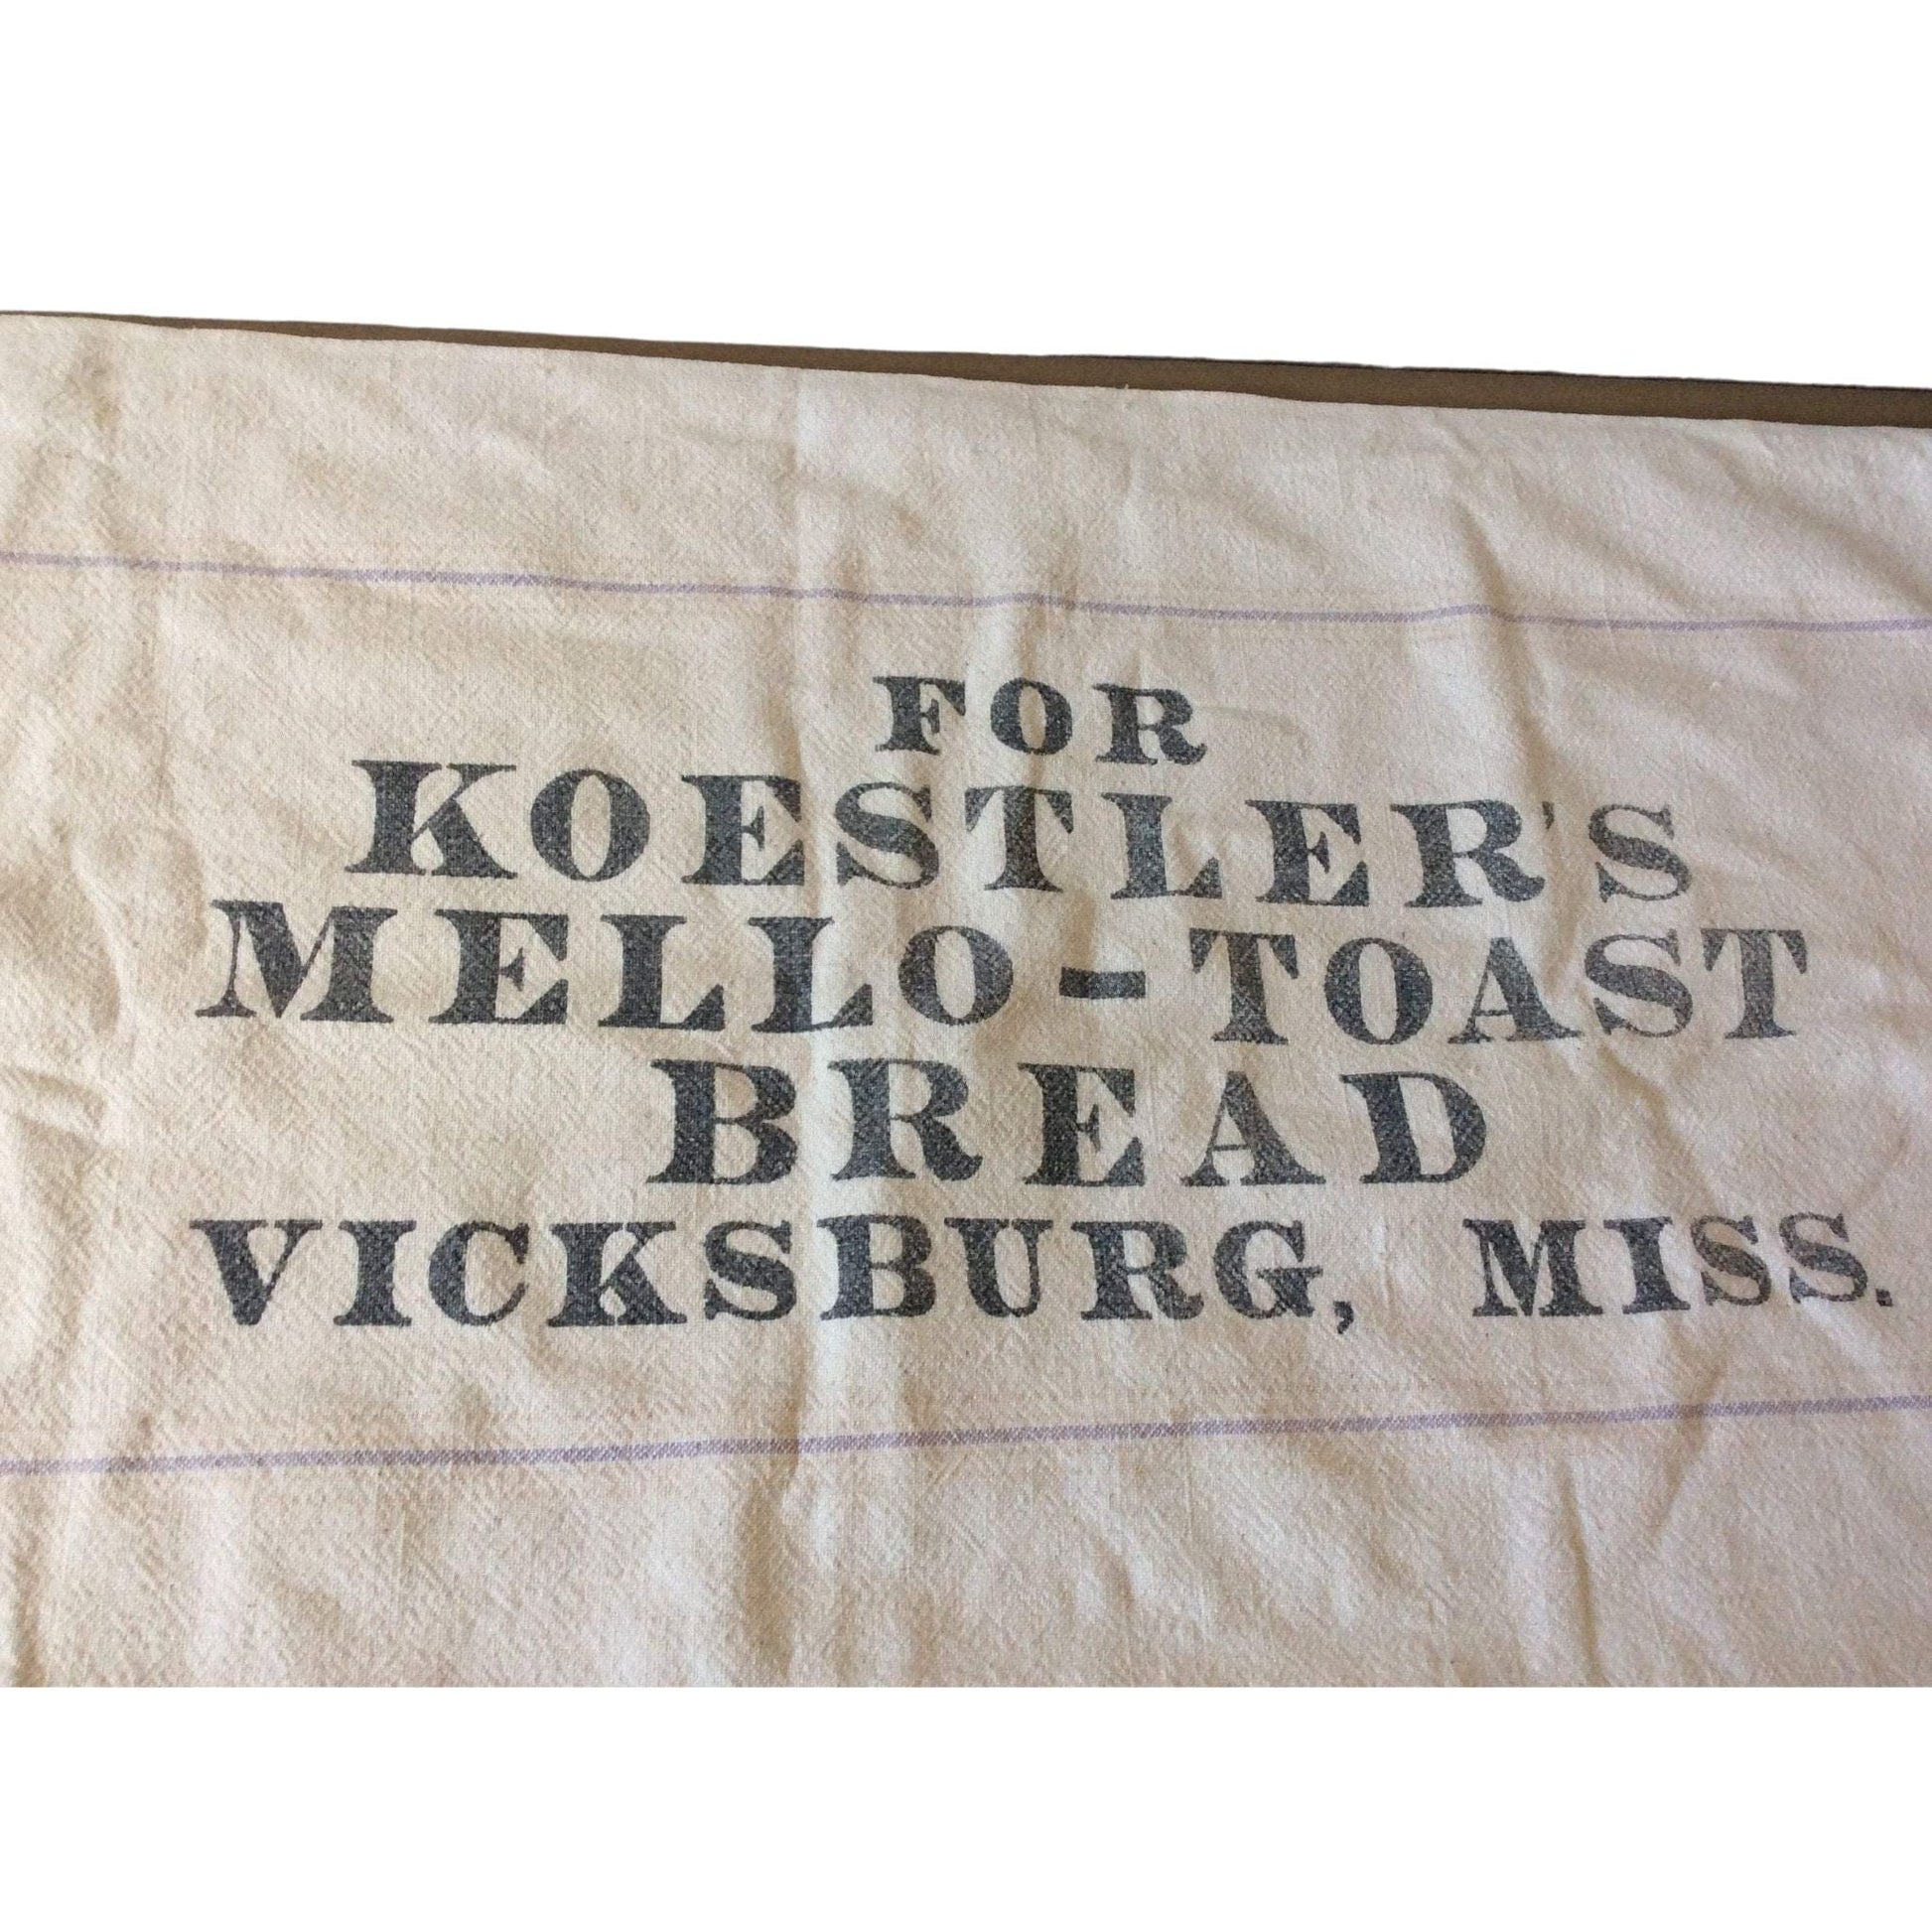 FOR
KOESTLER'S
MELLO-TOAST
BREAD
VICKSBURG, MISS.